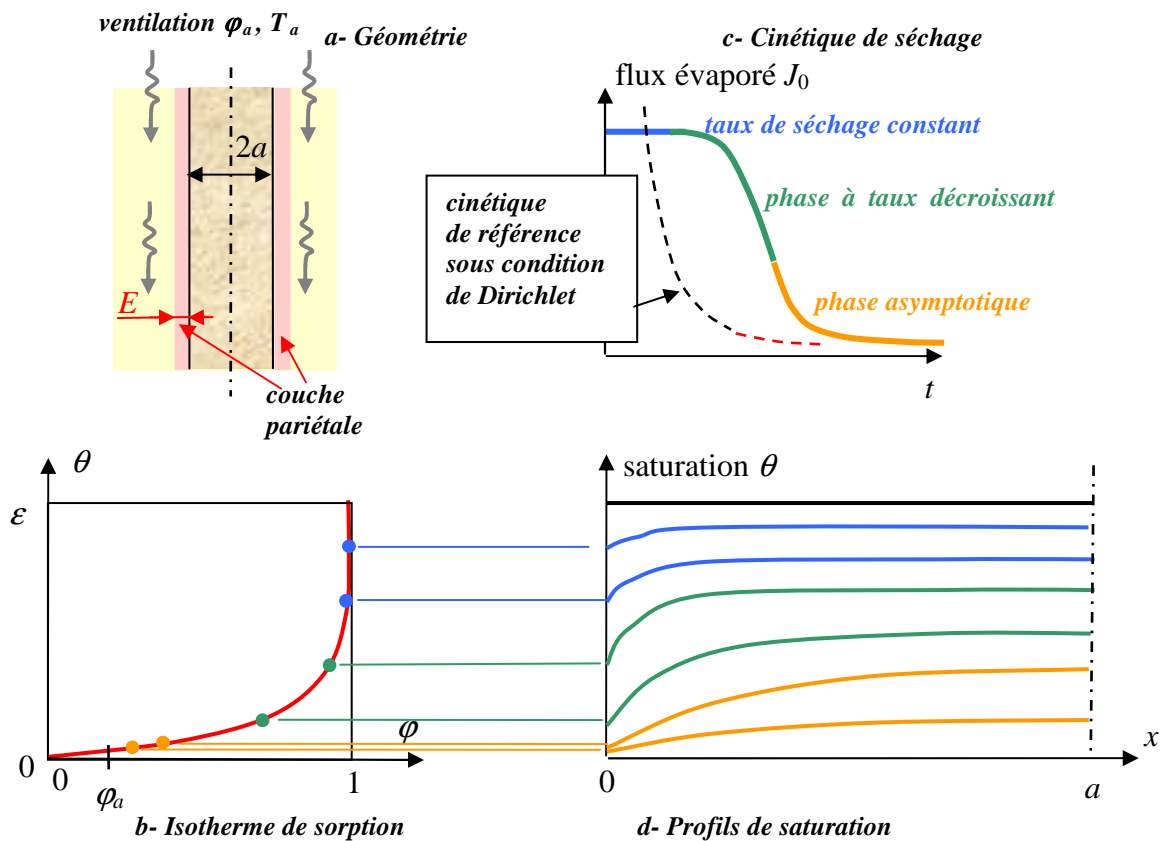 ventilation φa, Ta
a- Géométrie
2a
E
couche
pariétale
c- Cinétique de séchage
flux évaporé J0
taux de séchage constant
phase à taux décroissant
phase asymptotique
cinétique
de référence
sous condition
de Dirichlet
t
θ
ε
φ
0
0
φa
1
b- Isotherme de sorption
saturation θ
x
0
a
d- Profils de saturation